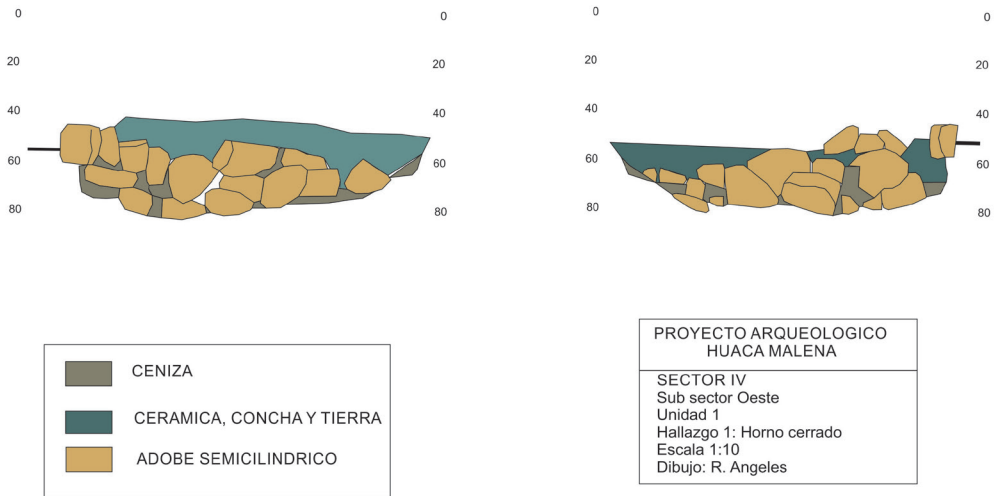 0
20
40
60
80
0
20
40
60
80
0
20
40
60
80
0
20
40
60
80
CENIZA
CERAMICA, CONCHA Y TIERRA
ADOBE SEMICILINDRICO
PROYECTO ARQUEOLOGICO
HUACA MALENA
SECTOR IV
Sub sector Oeste
Unidad 1
Hallazgo 1: Horno cerrado
Escala 1:10
Dibujo: R. Angeles